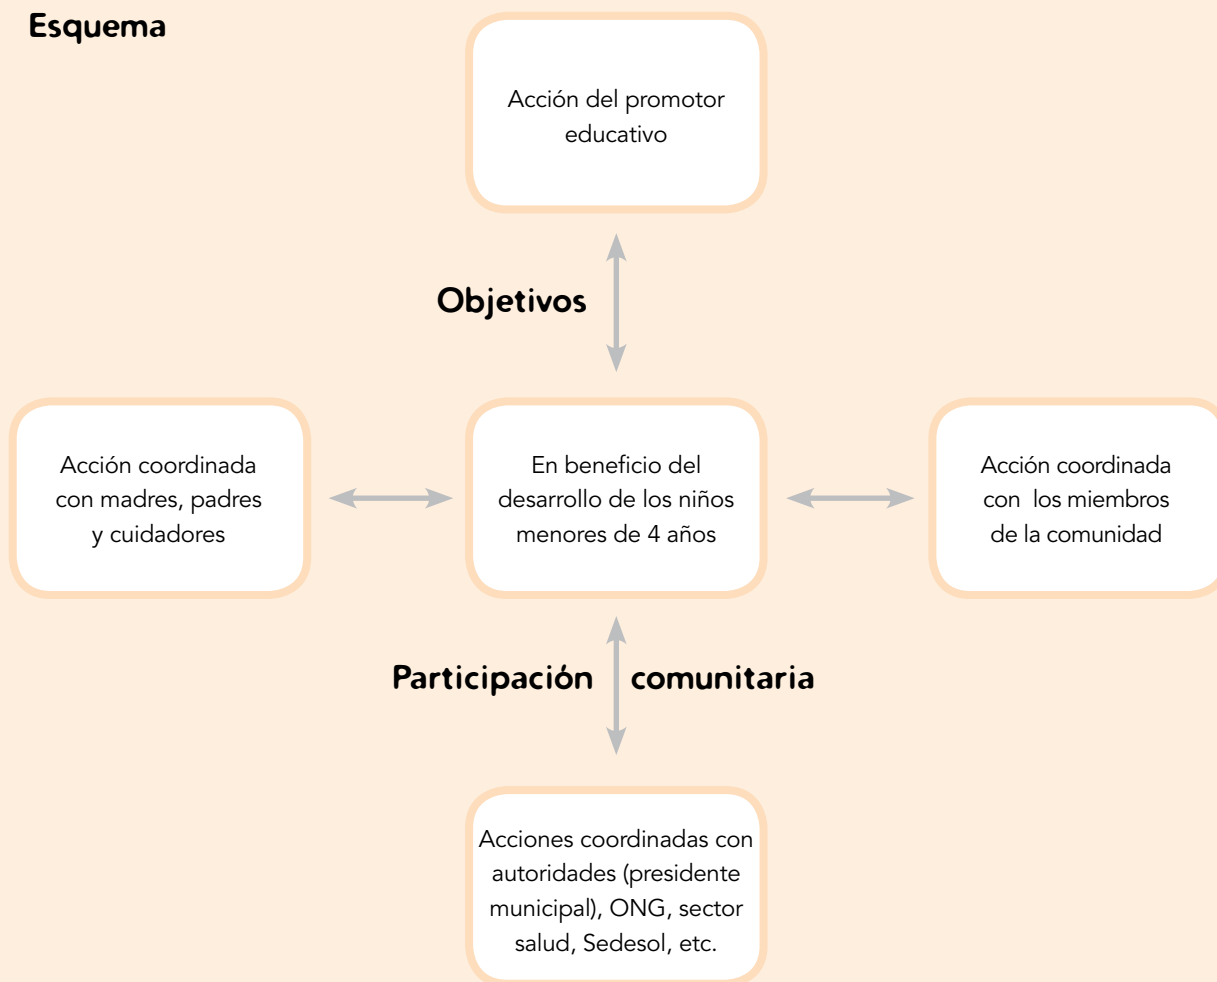 Esquema
Acción del promotor
educativo
Objetivos
Acción coordinada
con madres, padres
y cuidadores
En beneficio del
desarrollo de los niños
menores de 4 años
Acción coordinada
con los miembros
de la comunidad
Participación comunitaria
Acciones coordinadas con
autoridades (presidente
municipal), ONG, sector
salud, Sedesol, etc.